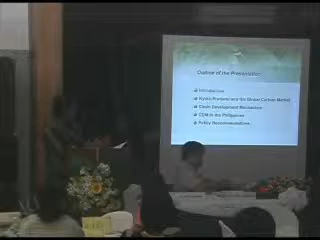 Outline of the Presentation
Introduction
Kyoto Protocol and the Global Carbon Market
Clean Development Mechanism
CDM in the Philippines
Policy Recommendations